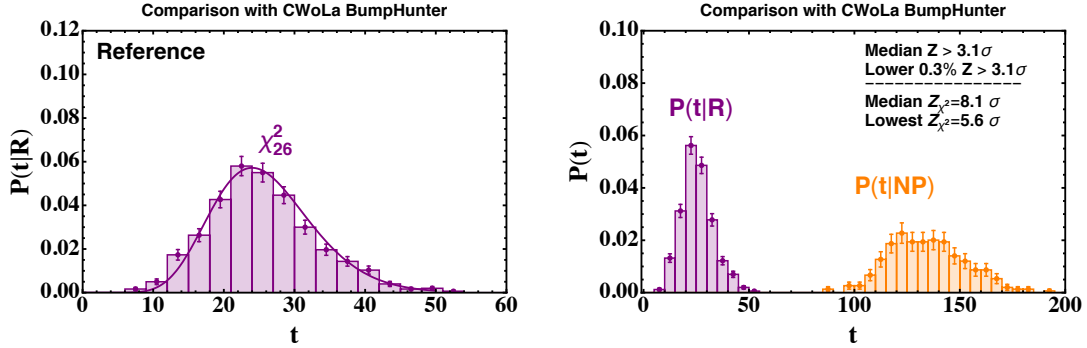 Comparison with CWoLa BumpHunter
Reference
χ²₂₆
P(t|R)
0.12
0.10
0.08
0.06
0.04
0.02
0.00
0 10 20 30 40 50 60
t
Comparison with CWoLa BumpHunter
Median Z > 3.1σ
Lower 0.3% Z > 3.1σ
----------------
Median Zχ²=8.1 σ
Lowest Zχ²=5.6 σ
P(t|R)
P(t|NP)
P(t)
0.10
0.08
0.06
0.04
0.02
0.00
0 50 100 150 200
t